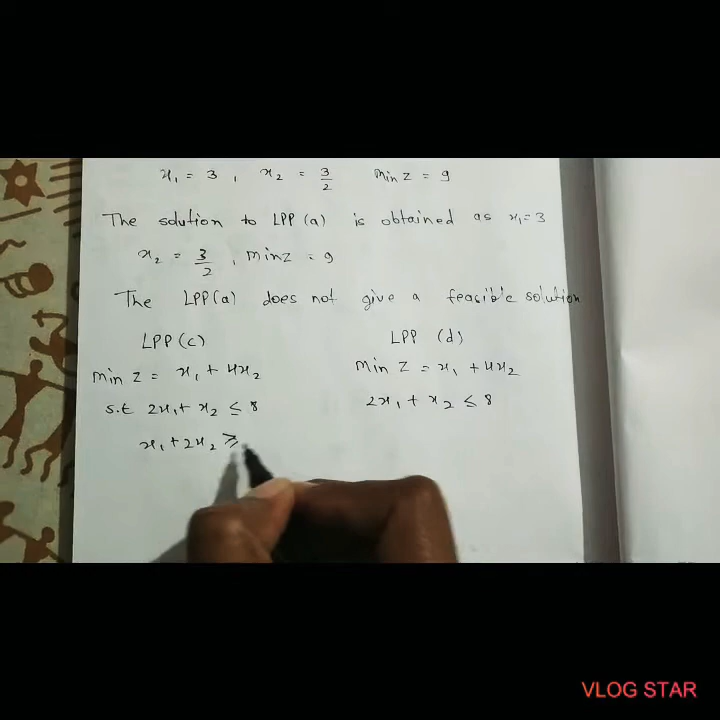 x₁ = 3 , x₂ = 3/2 min Z = 9
The solution to LPP (a) is obtained as x₁ = 3
x₂ = 3/2 , min Z = 9
The LPP(a) does not give a feasible solution
LPP(c) LPP (d)
min Z = x₁ + 4x₂ min Z = x₁ + 4x₂
s.t 2x₁ + x₂ ≤ 8 2x₁ + x₂ ≤ 8
x₁ + 2x₂ ≥
VLOG STAR